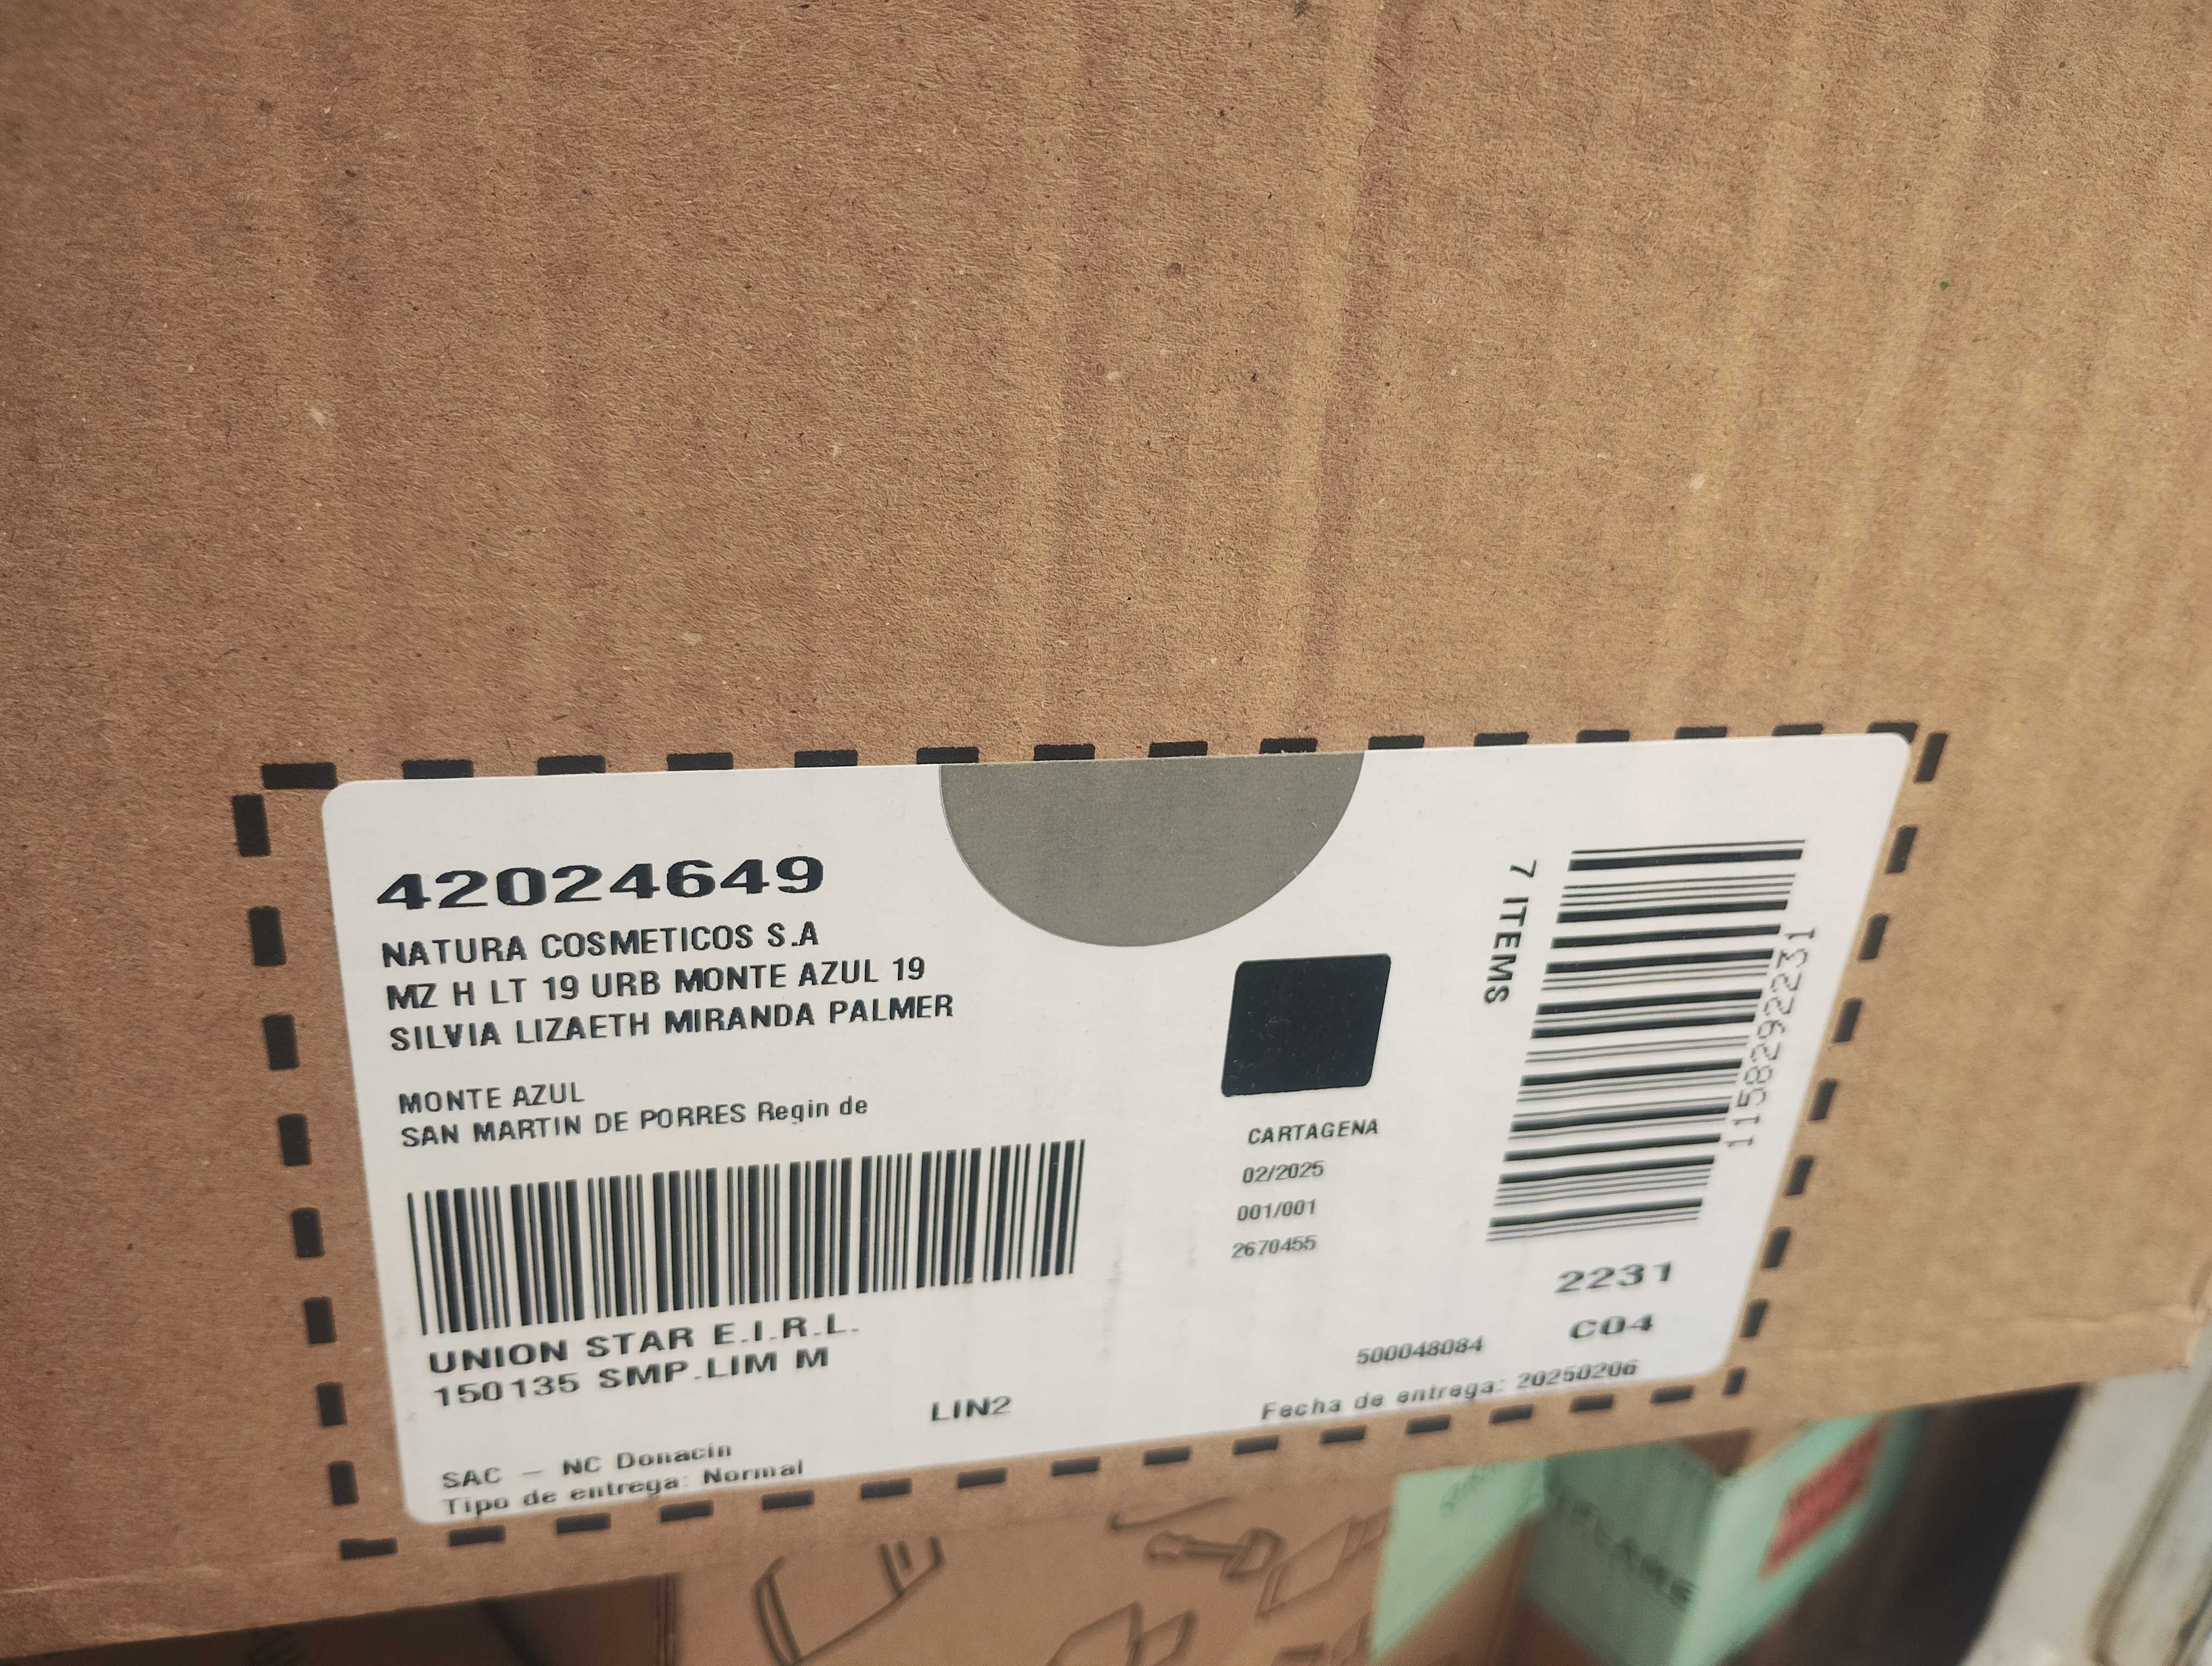 42024649
NATURA COSMETICOS S.A
MZ H LT 19 URB MONTE AZUL 19
SILVIA LIZAETH MIRANDA PALMER
MONTE AZUL
SAN MARTIN DE PORRES Regin de
UNION STAR E.I.R.L.
150135 SMP.LIM M
LIN2
SAC - NC Donacin
Tipo de entrega: Normal
CARTAGENA
02/2025
001/001
2670455
7 ITEMS
115829822231
2231
C04
500048084
Fecha de entrega: 20250206